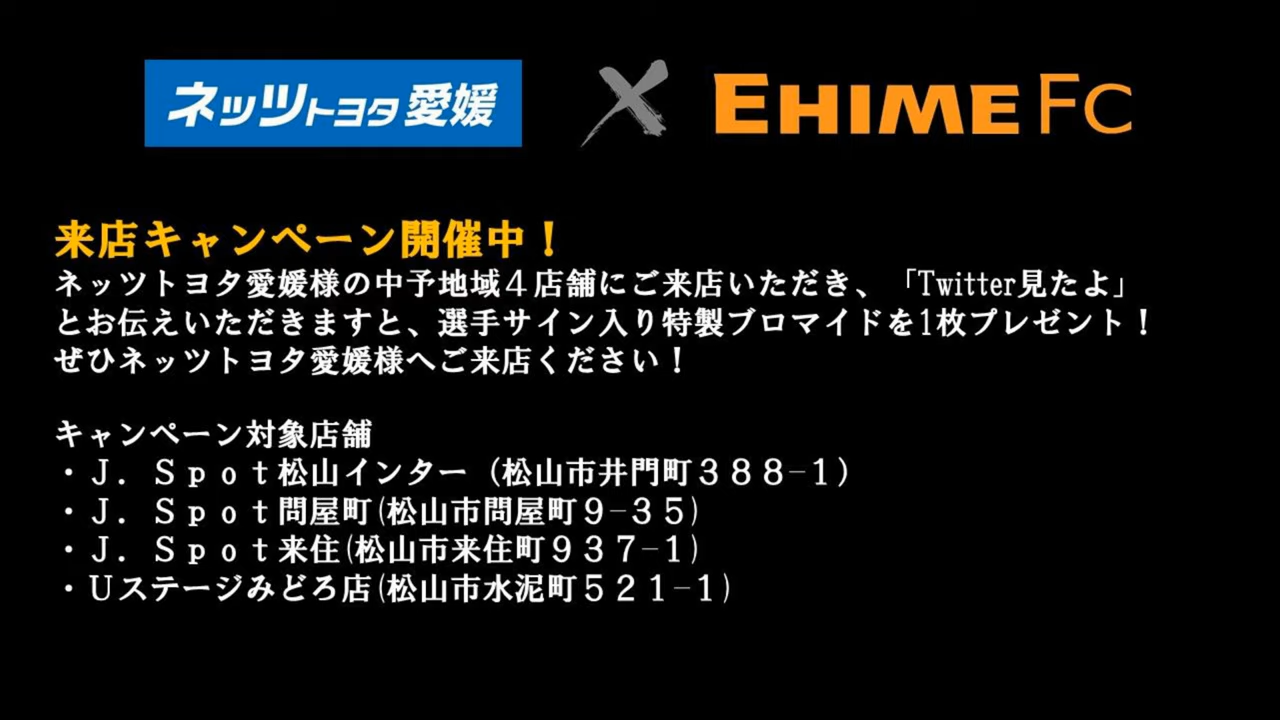 ネッツトヨタ愛媛 × EHIME FC
来店キャンペーン開催中！
ネッツトヨタ愛媛様の中予地域４店舗にご来店いただき、「Twitter見たよ」
とお伝えいただきますと、選手サイン入り特製ブロマイドを1枚プレゼント！
ぜひネッツトヨタ愛媛様へご来店ください！
キャンペーン対象店舗
・Ｊ．Ｓｐｏｔ松山インター（松山市井門町３８８−１）
・Ｊ．Ｓｐｏｔ問屋町(松山市問屋町９−３５)
・Ｊ．Ｓｐｏｔ来住(松山市来住町９３７−１)
・Ｕステージみどろ店(松山市水泥町５２１−１)